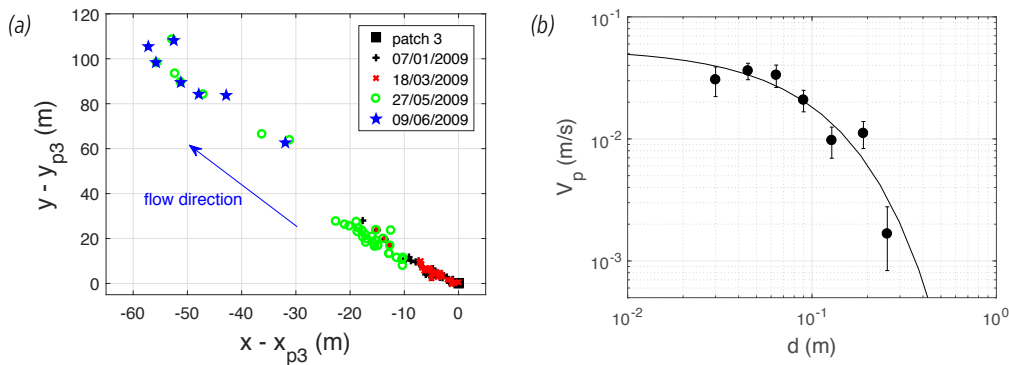 (a)
y - y_p3 (m)
120
100
80
60
40
20
0
-60 -50 -40 -30 -20 -10 0
x - x_p3 (m)
flow direction
patch 3
07/01/2009
18/03/2009
27/05/2009
09/06/2009
(b)
V_p (m/s)
10^-1
10^-2
10^-3
10^-2 10^-1 10^0
d (m)